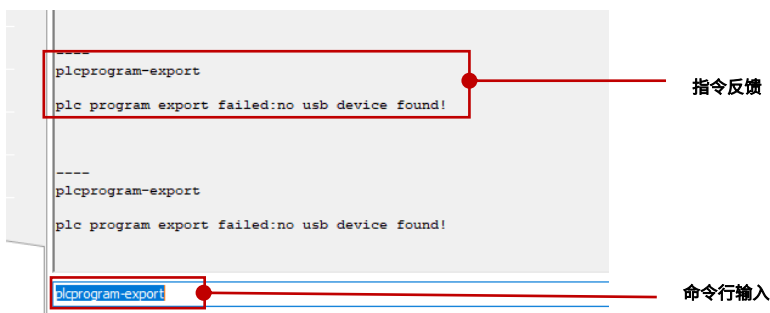 ----
plcprogram-export
plc program export failed:no usb device found!
指令反馈
----
plcprogram-export
plc program export failed:no usb device found!
plcprogram-export
命令行输入